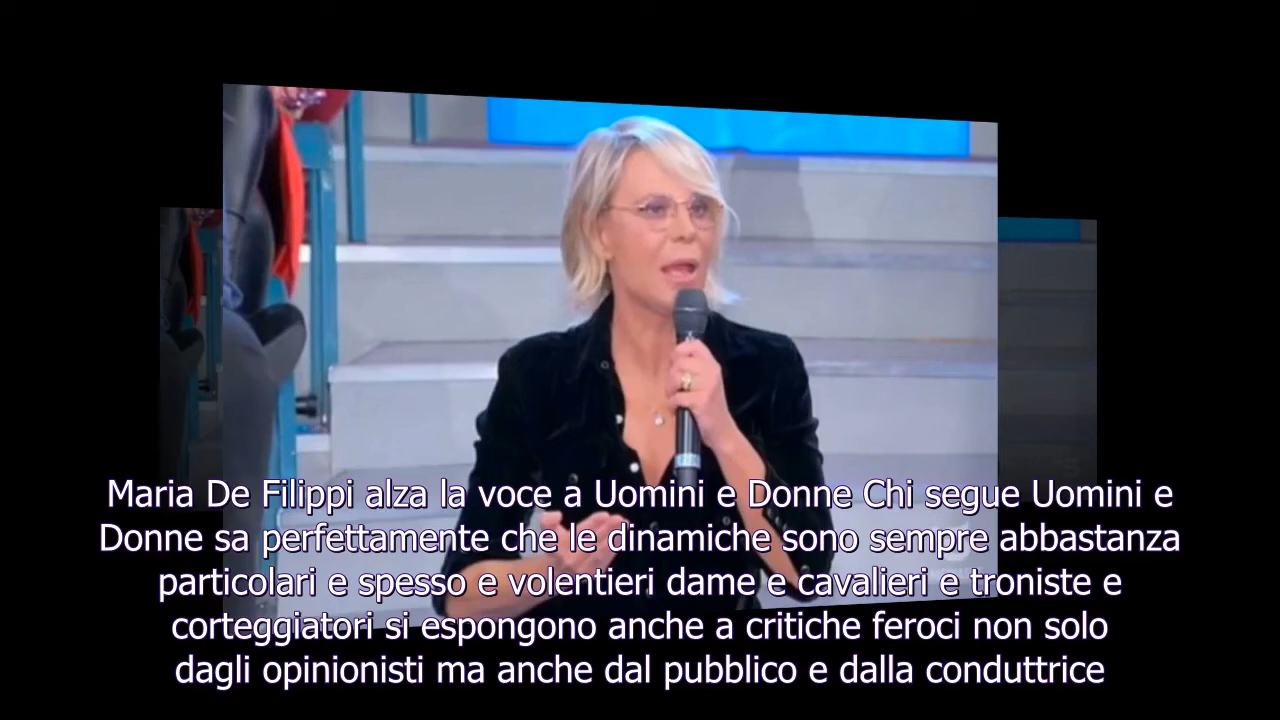 Maria De Filippi alza la voce a Uomini e Donne Chi segue Uomini e
Donne sa perfettamente che le dinamiche sono sempre abbastanza
particolari e spesso e volentieri dame e cavalieri e troniste e
corteggiatori si espongono anche a critiche feroci non solo
dagli opinionisti ma anche dal pubblico e dalla conduttrice